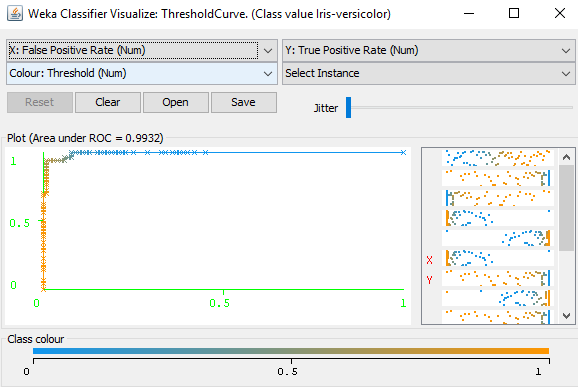 Weka Classifier Visualize: ThresholdCurve. (Class value Iris-versicolor)
X: False Positive Rate (Num) Y: True Positive Rate (Num)
Colour: Threshold (Num) Select Instance
Reset Clear Open Save Jitter
Plot (Area under ROC = 0.9932)
1
0.5
0
0 0.5 1
X
Y
Class colour
0 0.5 1